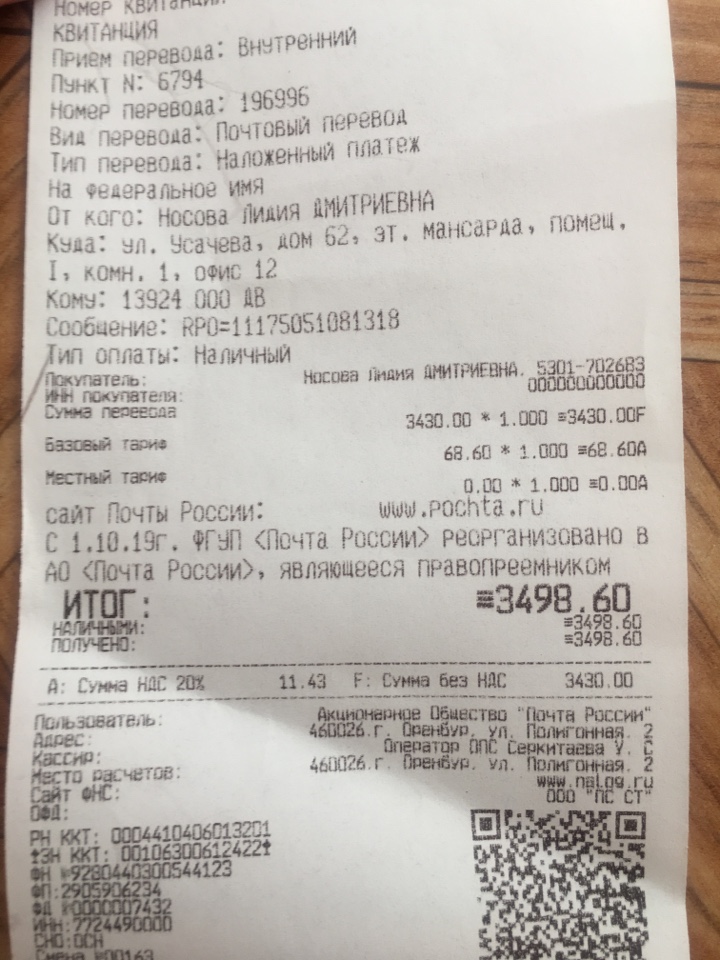 Номер квитанции
КВИТАНЦИЯ
Прием перевода: Внутренний
Пункт N: 6794
Номер перевода: 196996
Вид перевода: Почтовый перевод
Тип перевода: Наложенный платеж
На федеральное имя
От кого: Носова Лидия ДМИТРИЕВНА
Куда: ул. Усачева, дом 62, эт. мансарда, помещ.
I, комн. 1, офис 12
Кому: 13924 000 АВ
Сообщение: RPO=11175051081318
Тип оплаты: Наличный
Покупатель: Носова Лидия ДМИТРИЕВНА. 5301-702683
ИНН покупателя: 000000000000
Сумма перевода
3430.00 * 1.000 ≡3430.00F
Базовый тариф
68.60 * 1.000 ≡68.60A
Местный тариф
0.00 * 1.000 ≡0.00A
сайт Почты России: www.pochta.ru
С 1.10.19г. ФГУП <Почта России> реорганизовано в
АО <Почта России>, являющееся правопреемником
ИТОГ: ≡3498.60
НАЛИЧНЫМИ: ≡3498.60
ПОЛУЧЕНО: ≡3498.60
A: Сумма НДС 20% 11.43 F: Сумма без НДС 3430.00
Пользователь: Акционарное Общество "Почта России"
Адрес: 460026.г. Оренбур, ул. Полигонная. 2
Кассир: Оператор ОПС Серкитаева У. С
Место расчетов: 460026.г. Оренбур, ул. Полигонная. 2
Сайт ФНС: www.nalog.ru
ОФД: ООО "ПС СТ"
РН ККТ: 0004410406013201
ЗН ККТ: 00106300612422
ФН №9280440300544123
ФП:2905906234
ФД №0000007432
ИНН:7724490000
СНО:ОСН
Смена №00163